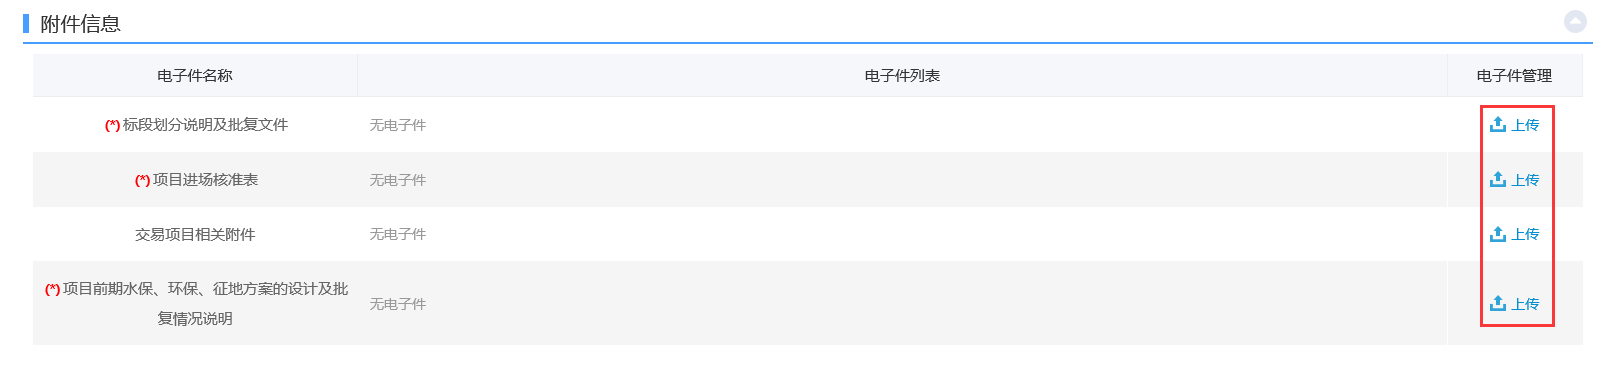 附件信息
电子件名称 电子件列表 电子件管理
(*)标段划分说明及批复文件 无电子件 上传
(*)项目进场核准表 无电子件 上传
交易项目相关附件 无电子件 上传
(*)项目前期水保、环保、征地方案的设计及批
复情况说明 无电子件 上传